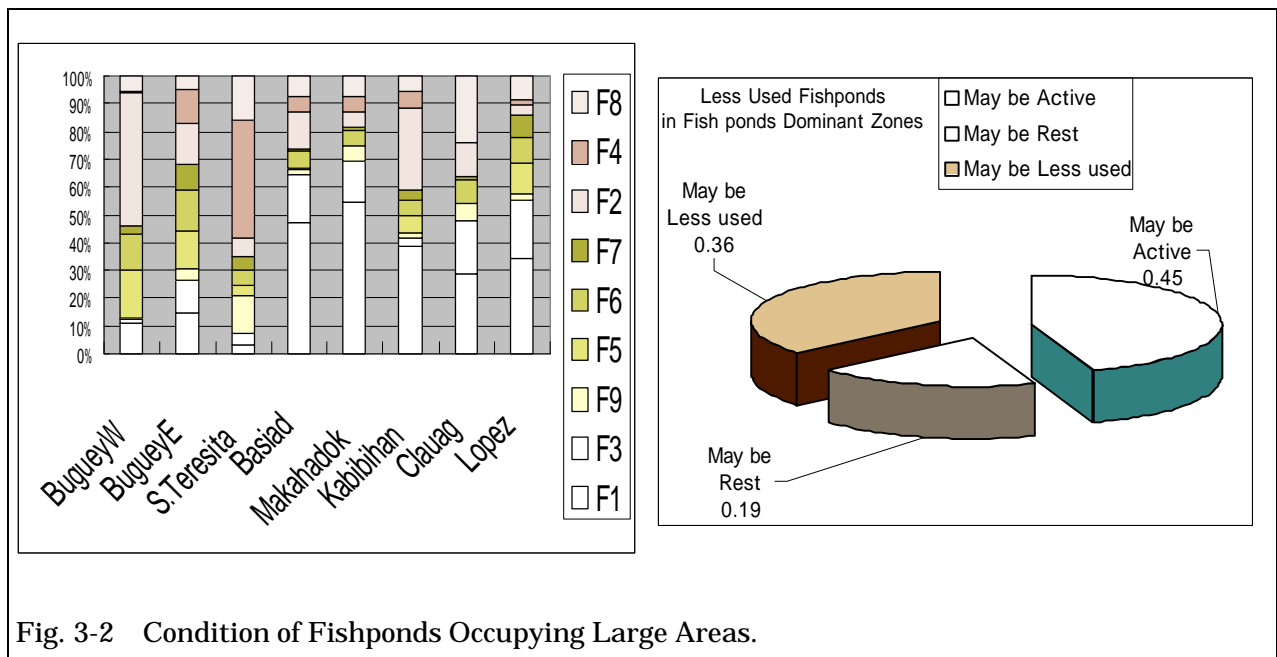 100%
90%
80%
70%
60%
50%
40%
30%
20%
10%
0%
BugueyW
BugueyE
S.Teresita
Basiad
Makahadok
Kabibihan
Clauag
Lopez
F8
F4
F2
F7
F6
F5
F9
F3
F1
Less Used Fishponds
in Fish ponds Dominant Zones
May be Active
May be Rest
May be Less used
May be
Less used
0.36
May be
Active
0.45
May be
Rest
0.19
Fig. 3-2 Condition of Fishponds Occupying Large Areas.